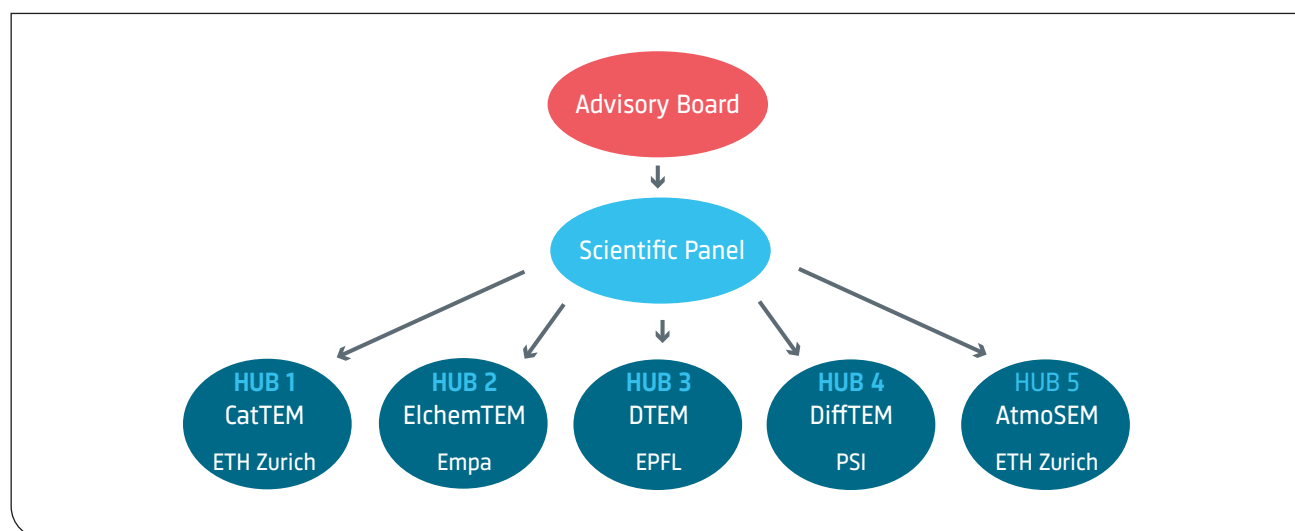 Advisory Board
Scientific Panel
HUB 1
CatTEM
ETH Zurich
HUB 2
ElchemTEM
Empa
HUB 3
DTEM
EPFL
HUB 4
DiffTEM
PSI
HUB 5
AtmoSEM
ETH Zurich